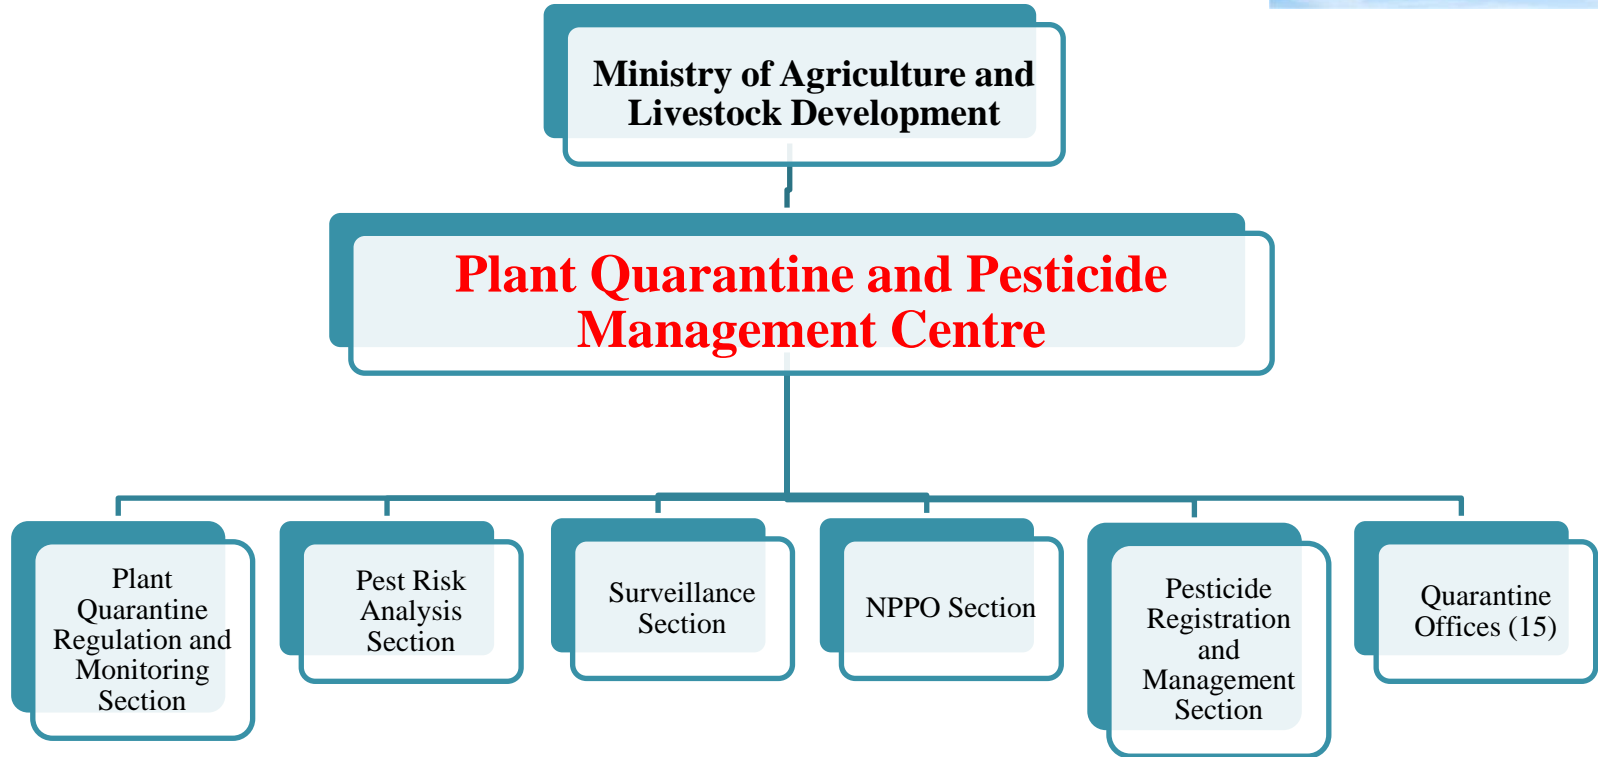 Ministry of Agriculture and
Livestock Development
Plant Quarantine and Pesticide
Management Centre
Plant
Quarantine
Regulation and
Monitoring
Section
Pest Risk
Analysis
Section
Surveillance
Section
NPPO Section
Pesticide
Registration
and
Management
Section
Quarantine
Offices (15)